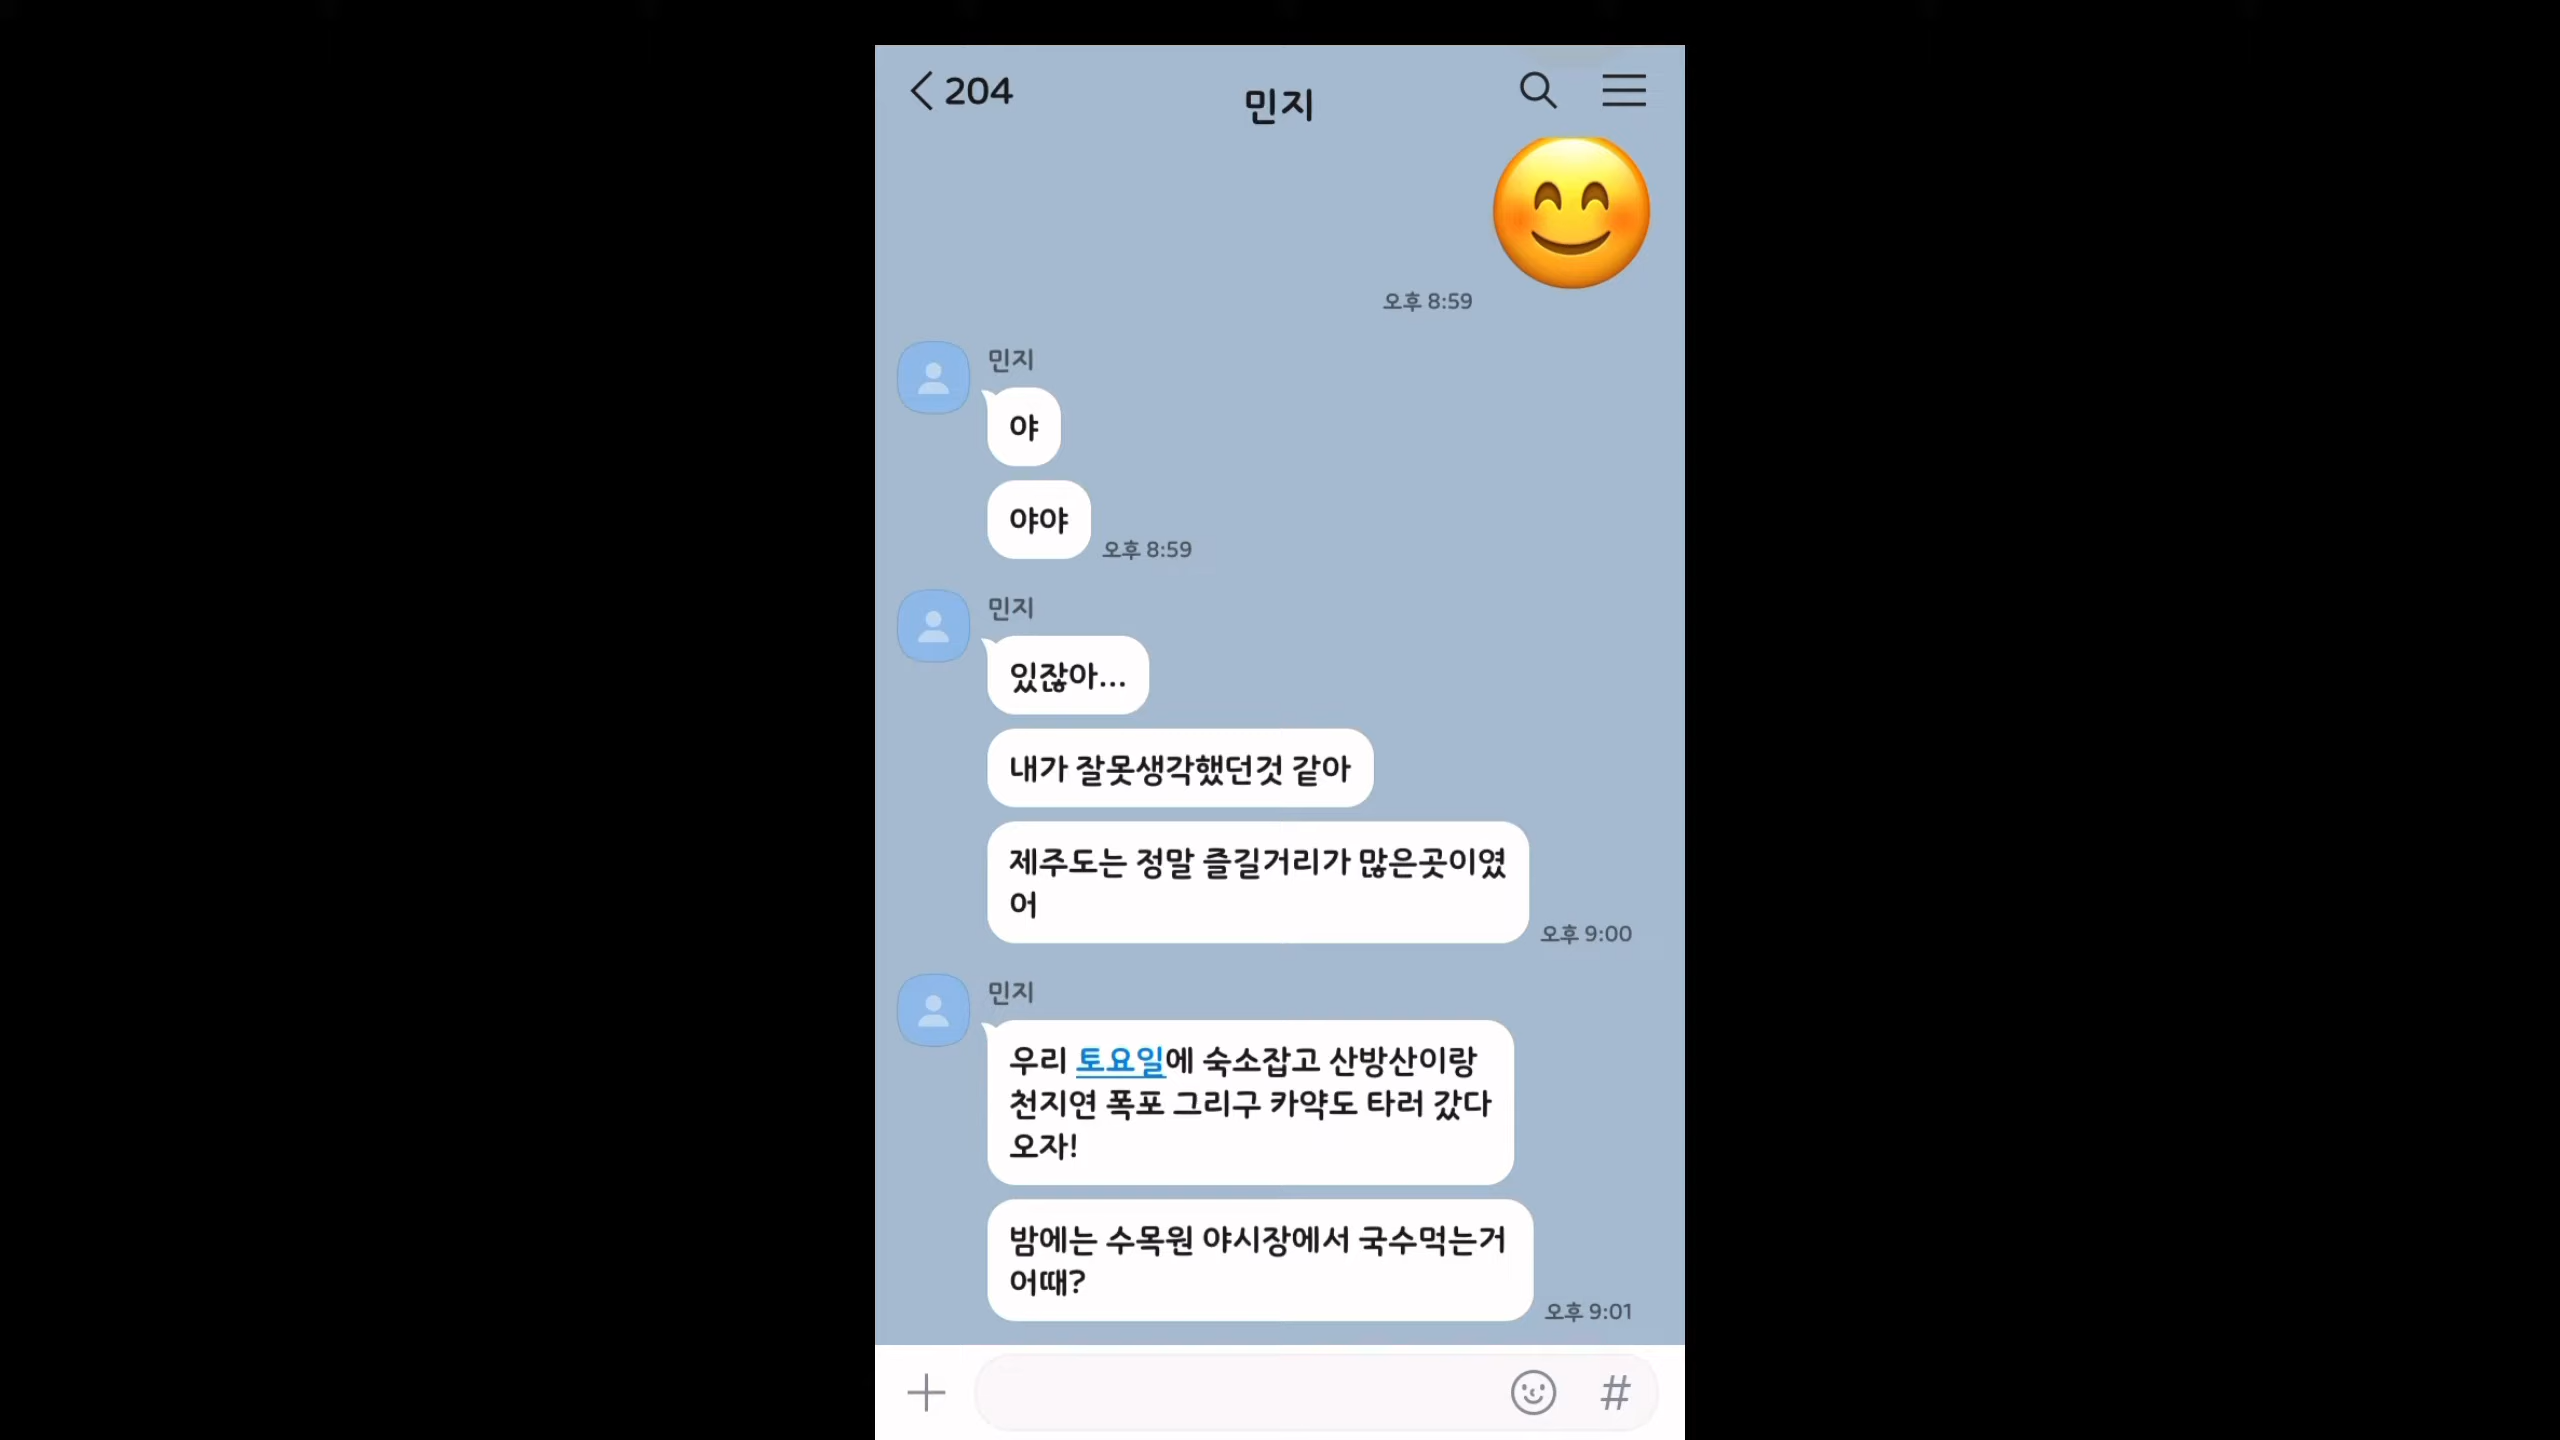 204
민지
오후 8:59
민지
야
야야
오후 8:59
민지
있잖아...
내가 잘못생각했던것 같아
제주도는 정말 즐길거리가 많은곳이였
어
오후 9:00
민지
우리 토요일에 숙소잡고 산방산이랑
천지연 폭포 그리구 카약도 타러 갔다
오자!
밤에는 수목원 야시장에서 국수먹는거
어때?
오후 9:01
#